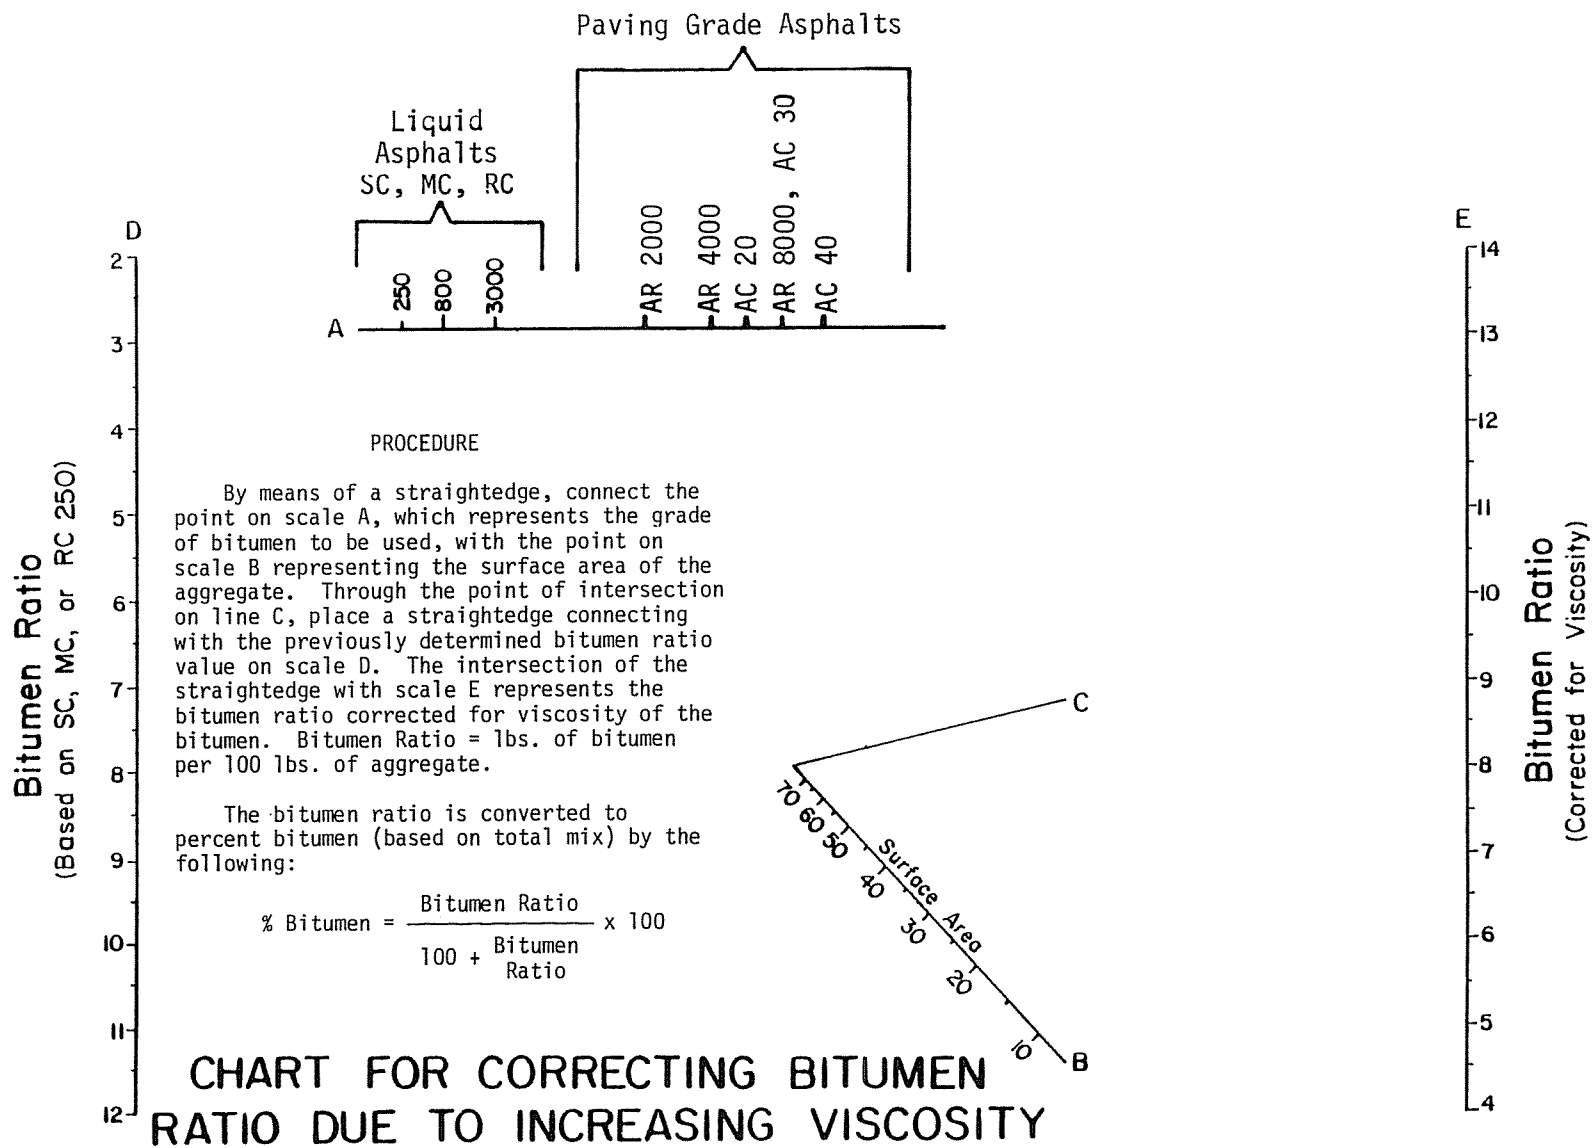 Paving Grade Asphalts
Liquid
Asphalts
SC, MC, RC
250
800
3000
AR 2000
AR 4000
AC 20
AR 8000, AC 30
AC 40
A
D
2
3
4
5
6
7
8
9
10
11
12
Bitumen Ratio
(Based on SC, MC, or RC 250)
PROCEDURE
By means of a straightedge, connect the
point on scale A, which represents the grade
of bitumen to be used, with the point on
scale B representing the surface area of the
aggregate. Through the point of intersection
on line C, place a straightedge connecting
with the previously determined bitumen ratio
value on scale D. The intersection of the
straightedge with scale E represents the
bitumen ratio corrected for viscosity of the
bitumen. Bitumen Ratio = lbs. of bitumen
per 100 lbs. of aggregate.
The bitumen ratio is converted to
percent bitumen (based on total mix) by the
following:
% Bitumen = Bitumen Ratio x 100
100 + Bitumen
Ratio
C
70
60
50
40
30
20
10
Surface Area
B
E
14
13
12
11
10
9
8
7
6
5
4
Bitumen Ratio
(Corrected for Viscosity)
CHART FOR CORRECTING BITUMEN
RATIO DUE TO INCREASING VISCOSITY